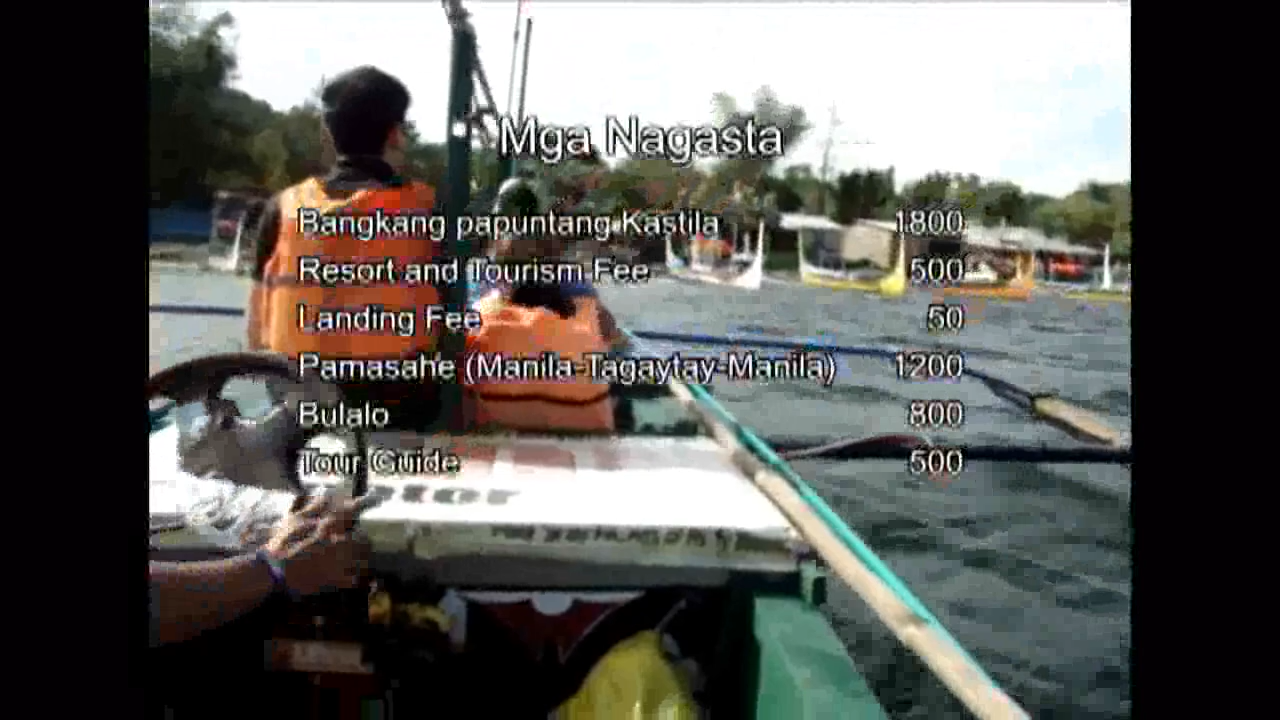 Mga Nagasta
Bangkang papuntang Kastila 1800
Resort and Tourism Fee 500
Landing Fee 50
Pamasahe (Manila-Tagaytay-Manila) 1200
Bulalo 800
Tour Guide 500